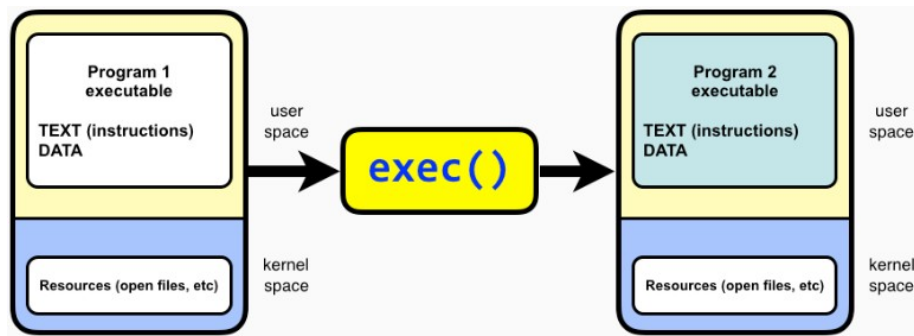 Program 1
executable
TEXT (instructions)
DATA
user
space
Resources (open files, etc)
kernel
space
exec()
Program 2
executable
TEXT (instructions)
DATA
user
space
Resources (open files, etc)
kernel
space